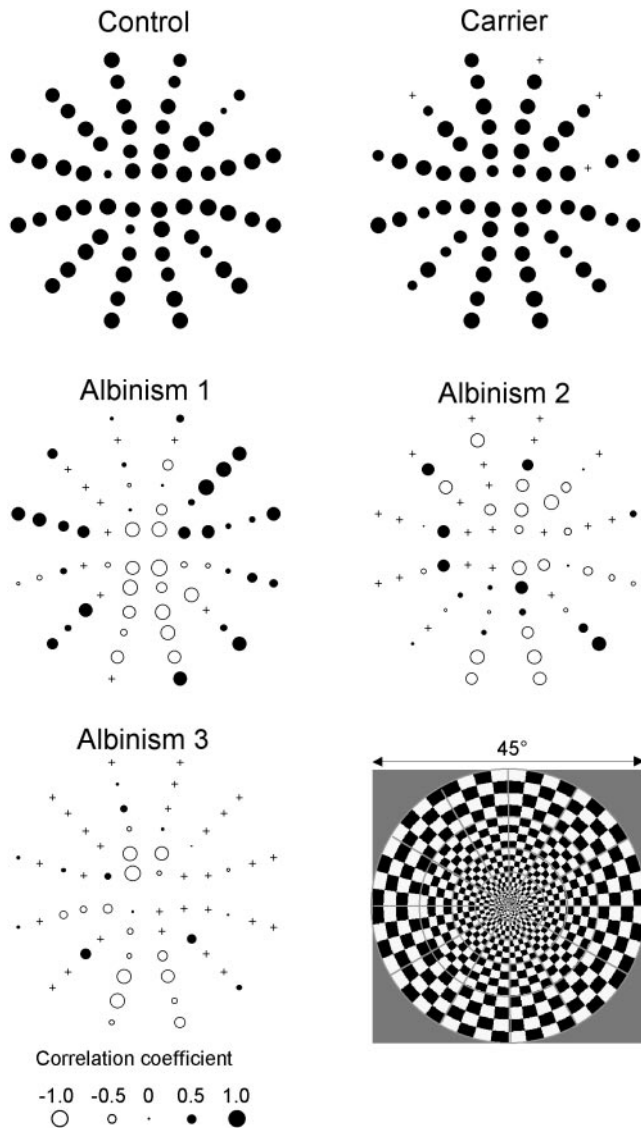 Control
Carrier
Albinism 1
Albinism 2
Albinism 3
45°
Correlation coefficient
-1.0 -0.5 0 0.5 1.0